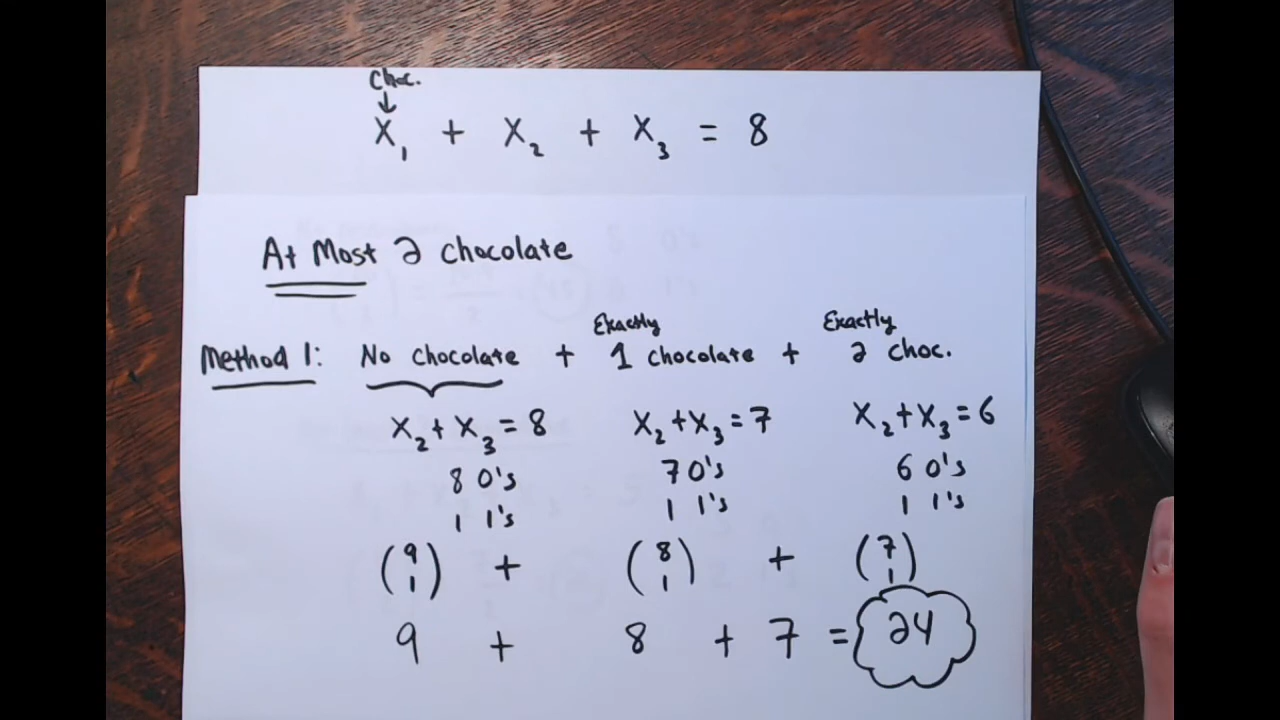 Choc.
↓
X₁ + X₂ + X₃ = 8
At Most 2 chocolate
Exactly Exactly
Method 1: No chocolate + 1 chocolate + 2 choc.
X₂ + X₃ = 8 X₂ + X₃ = 7 X₂ + X₃ = 6
8 0's 7 0's 6 0's
1 1's 1 1's 1 1's
(9 1) + (8 1) + (7 1)
9 + 8 + 7 = 24